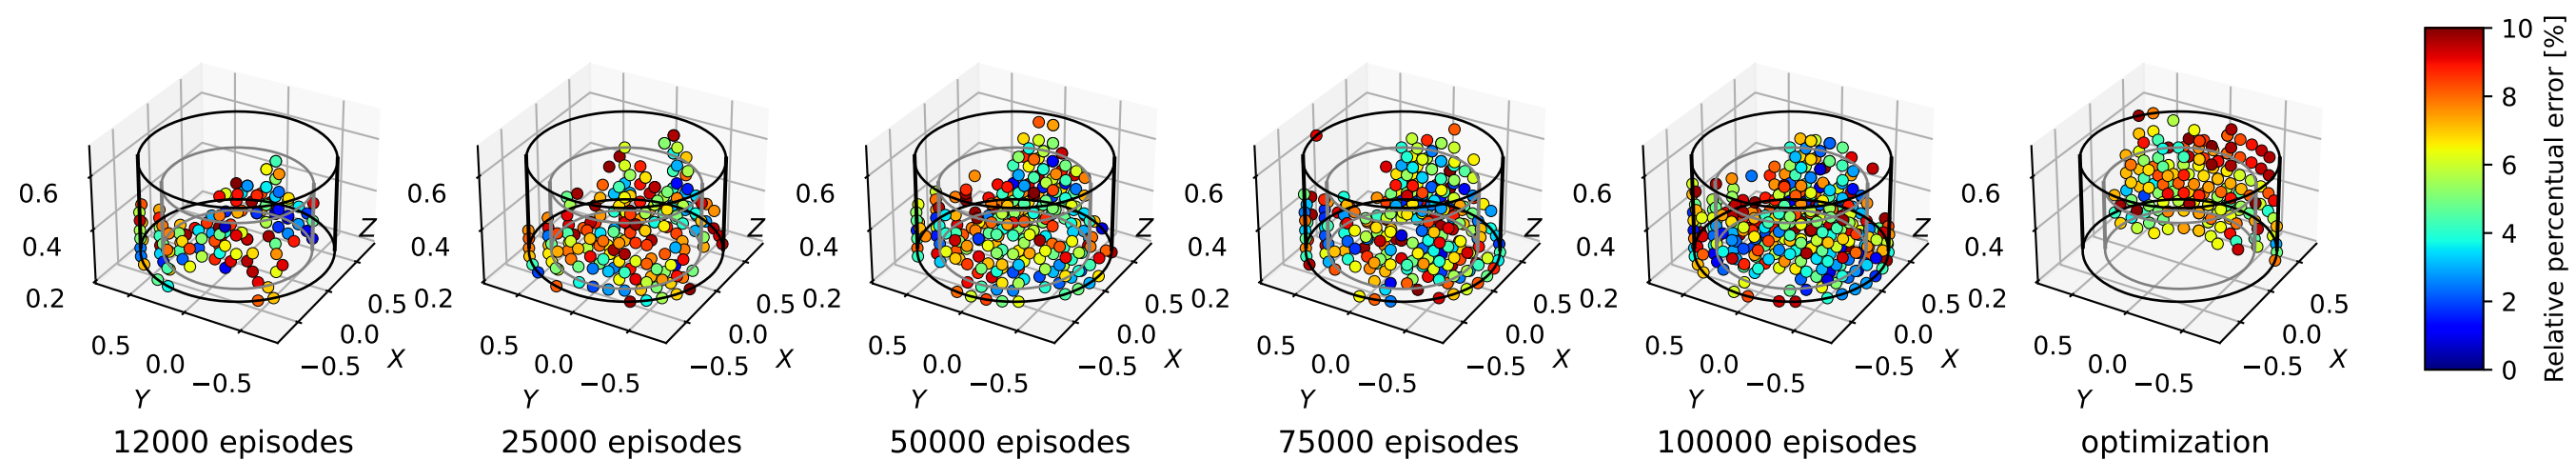 0.6
0.4
0.2
0.5
0.0
−0.5
Y
−0.5
0.0
0.5
X
Z
12000 episodes
0.6
0.4
0.2
0.5
0.0
−0.5
Y
−0.5
0.0
0.5
X
25000 episodes
0.6
0.4
0.2
0.5
0.0
−0.5
Y
−0.5
0.0
0.5
X
Z
50000 episodes
0.6
0.4
0.2
0.5
0.0
−0.5
Y
−0.5
0.0
0.5
X
75000 episodes
0.6
0.4
0.2
0.5
0.0
−0.5
Y
−0.5
0.0
0.5
X
Z
100000 episodes
0.6
0.4
0.2
0.5
0.0
−0.5
Y
−0.5
0.0
0.5
X
optimization
10
8
6
4
2
0
Relative percentual error [%]